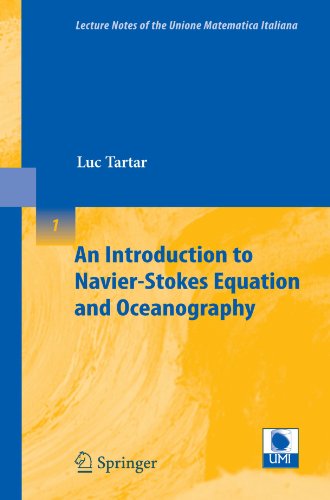 Lecture Notes of the Unione Matematica Italiana
Luc Tartar
1
An Introduction to
Navier-Stokes Equation
and Oceanography
Springer
UMI